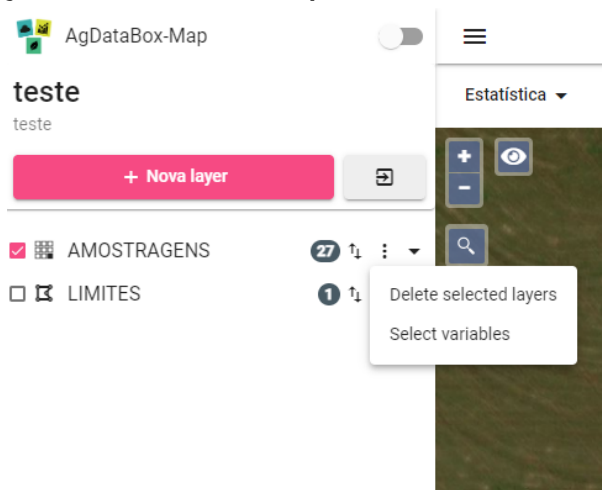 AgDataBox-Map
teste
Estatística
teste
+ Nova layer
+
-
AMOSTRAGENS 27
LIMITES 1
Delete selected layers
Select variables